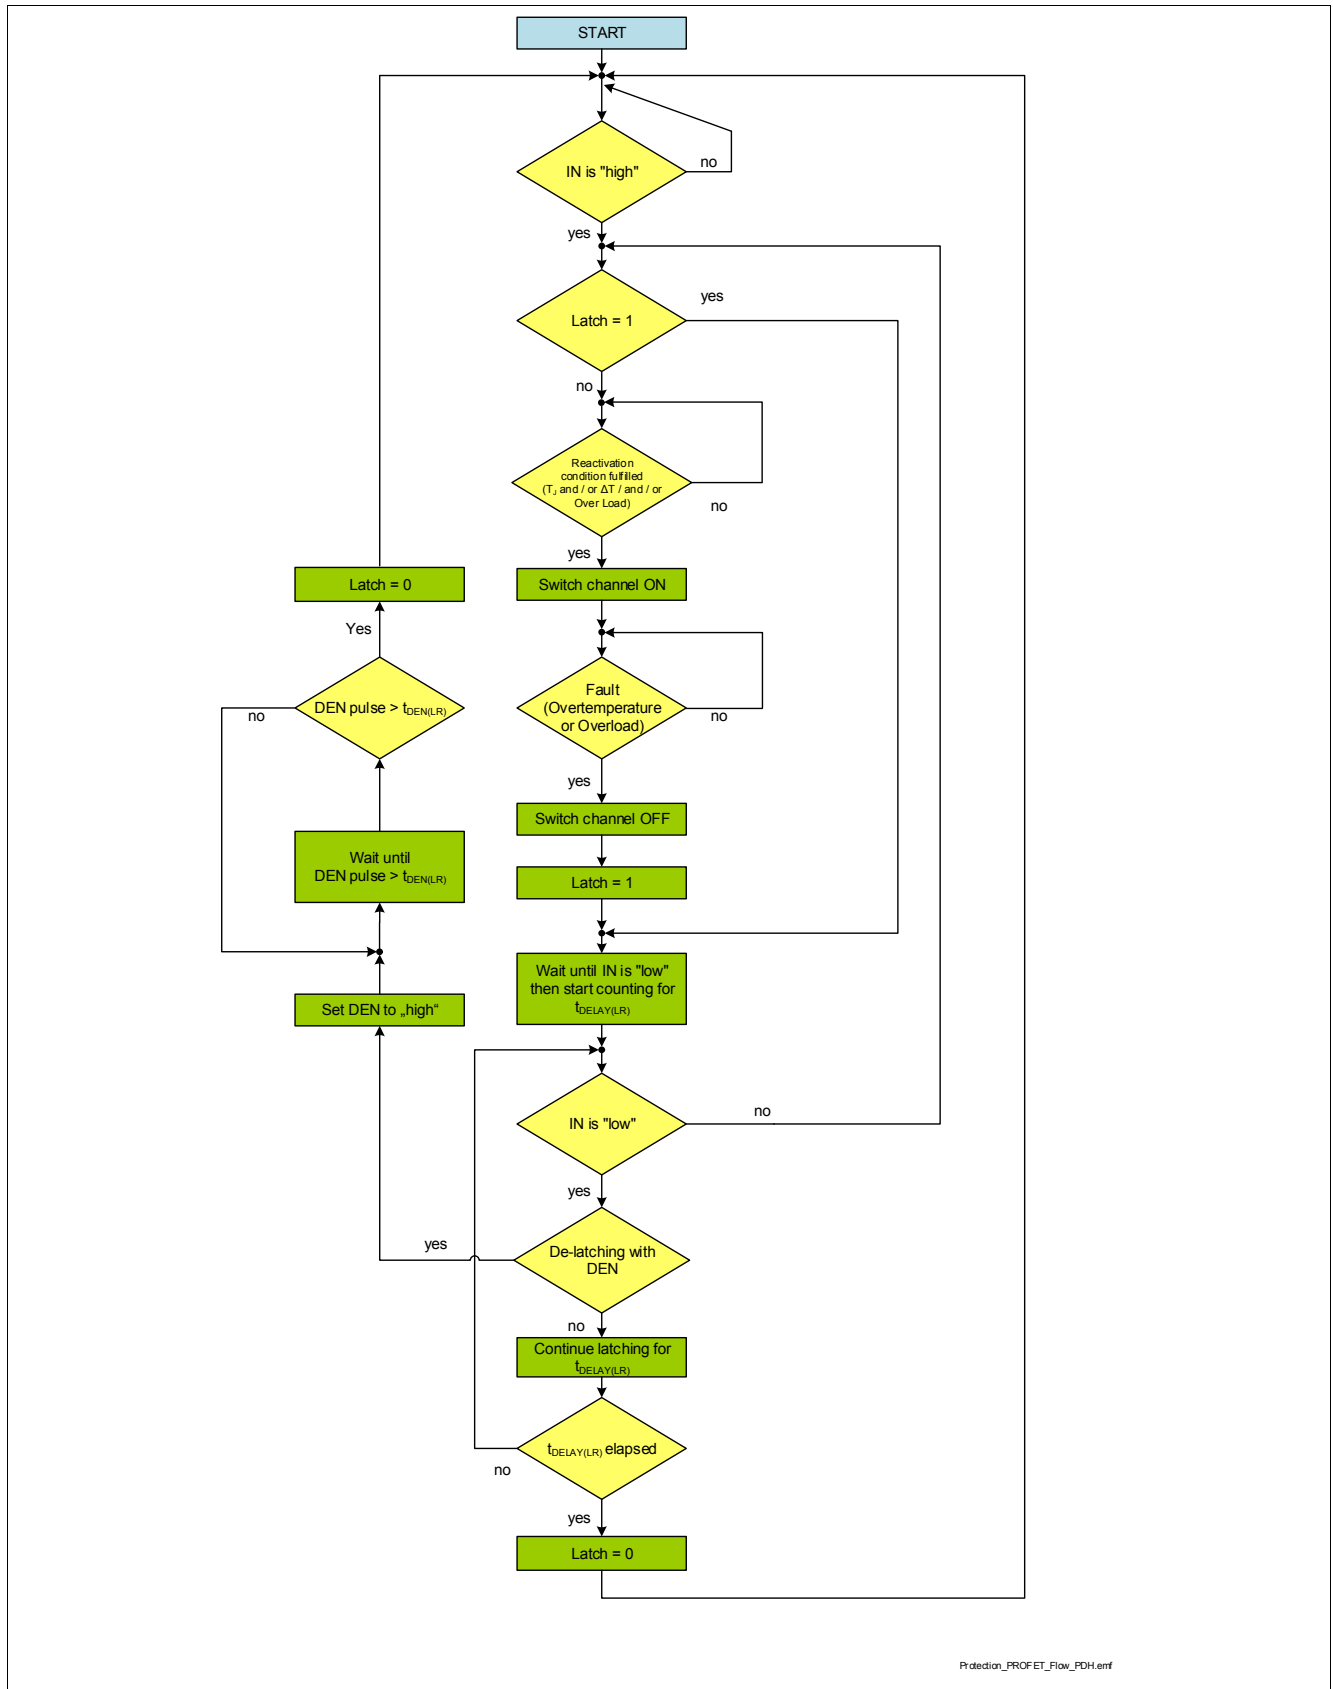 START
IN is "high"
no
yes
Latch = 1
yes
no
Reactivation
condition fulfilled
(TJ and / or ΔT / and / or
Over Load)
no
yes
Switch channel ON
Fault
(Overtemperature
or Overload)
no
yes
Switch channel OFF
Latch = 1
Wait until IN is "low"
then start counting for
tDELAY(LR)
IN is "low"
no
yes
De-latching with
DEN
yes
no
Continue latching for
tDELAY(LR)
tDELAY(LR) elapsed
no
yes
Latch = 0
Set DEN to „high“
Wait until
DEN pulse > tDEN(LR)
DEN pulse > tDEN(LR)
no
Yes
Latch = 0
Protection_PROFET_Flow_PDH.emf